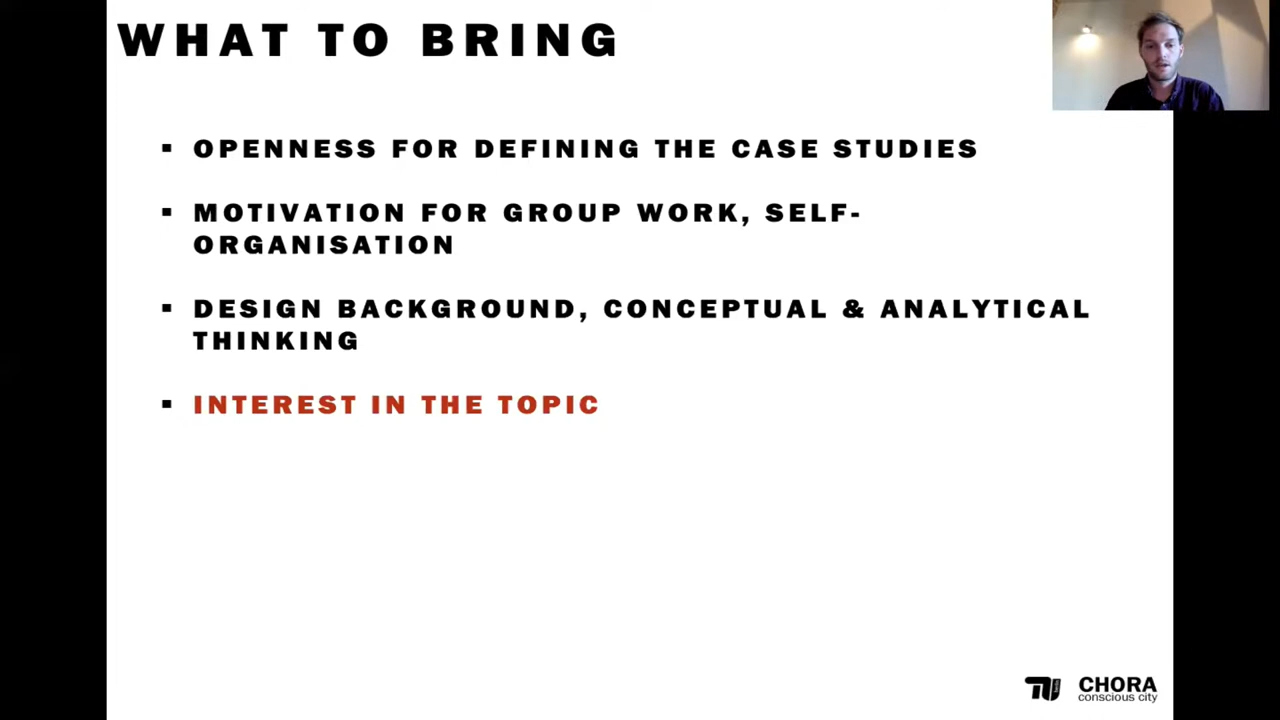 WHAT TO BRING
▪ OPENNESS FOR DEFINING THE CASE STUDIES
▪ MOTIVATION FOR GROUP WORK, SELF-
ORGANISATION
▪ DESIGN BACKGROUND, CONCEPTUAL & ANALYTICAL
THINKING
▪ INTEREST IN THE TOPIC
CHORA
conscious city